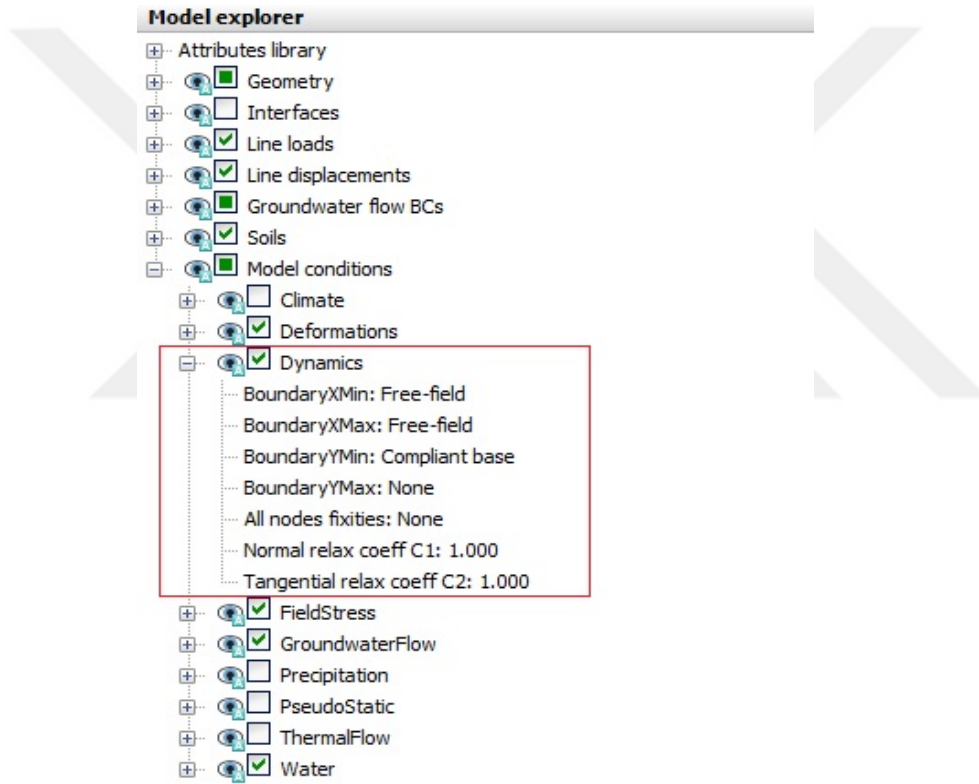 Model explorer
Attributes library
Geometry
Interfaces
Line loads
Line displacements
Groundwater flow BCs
Soils
Model conditions
Climate
Deformations
Dynamics
BoundaryXMin: Free-field
BoundaryXMax: Free-field
BoundaryYMin: Compliant base
BoundaryYMax: None
All nodes fixities: None
Normal relax coeff C1: 1.000
Tangential relax coeff C2: 1.000
FieldStress
GroundwaterFlow
Precipitation
PseudoStatic
ThermalFlow
Water